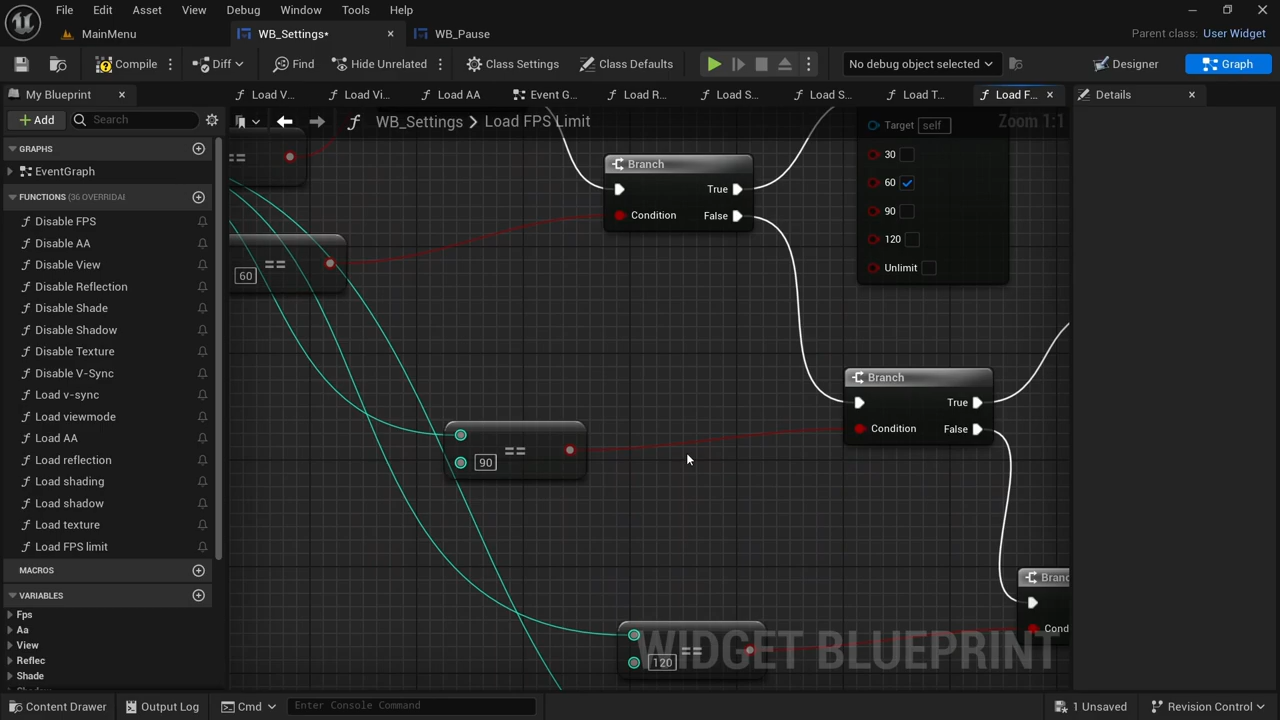 File Edit Asset View Debug Window Tools Help
MainMenu WB_Settings* WB_Pause
Parent class: User Widget
Compile Diff Find Hide Unrelated Class Settings Class Defaults No debug object selected Designer Graph
My Blueprint Load V... Load Vi... Load AA Event G... Load R... Load S... Load S... Load T... Load F... Details
Add Search
WB_Settings > Load FPS Limit Zoom 1:1
GRAPHS
EventGraph
FUNCTIONS (36 OVERRIDAI
Disable FPS
Disable AA
Disable View
Disable Reflection
Disable Shade
Disable Shadow
Disable Texture
Disable V-Sync
Load v-sync
Load viewmode
Load AA
Load reflection
Load shading
Load shadow
Load texture
Load FPS limit
MACROS
VARIABLES
Fps
Aa
View
Reflec
Shade
==
60 ==
Branch
True
Condition False
Target self
30
60
90
120
Unlimit
90 ==
Branch
True
Condition False
120 ==
Branc
Cond
WIDGET BLUEPRINT
Content Drawer Output Log Cmd Enter Console Command 1 Unsaved Revision Control